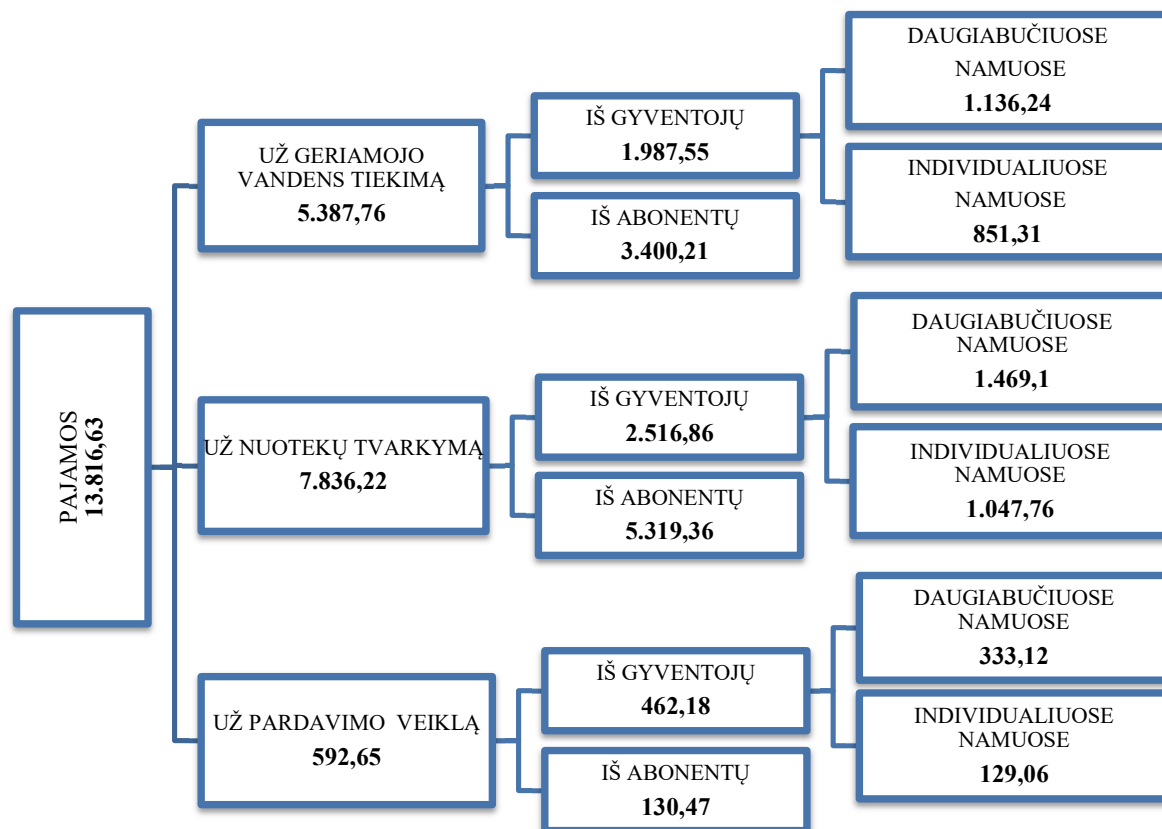 PAJAMOS
13.816,63
UŽ GERIAMOJO
VANDENS TIEKIMĄ
5.387,76
IŠ GYVENTOJŲ
1.987,55
DAUGIABUČIUOSE
NAMUOSE
1.136,24
INDIVIDUALIUOSE
NAMUOSE
851,31
IŠ ABONENTŲ
3.400,21
UŽ NUOTEKŲ TVARKYMĄ
7.836,22
IŠ GYVENTOJŲ
2.516,86
DAUGIABUČIUOSE
NAMUOSE
1.469,1
INDIVIDUALIUOSE
NAMUOSE
1.047,76
IŠ ABONENTŲ
5.319,36
UŽ PARDAVIMO VEIKLĄ
592,65
IŠ GYVENTOJŲ
462,18
DAUGIABUČIUOSE
NAMUOSE
333,12
INDIVIDUALIUOSE
NAMUOSE
129,06
IŠ ABONENTŲ
130,47